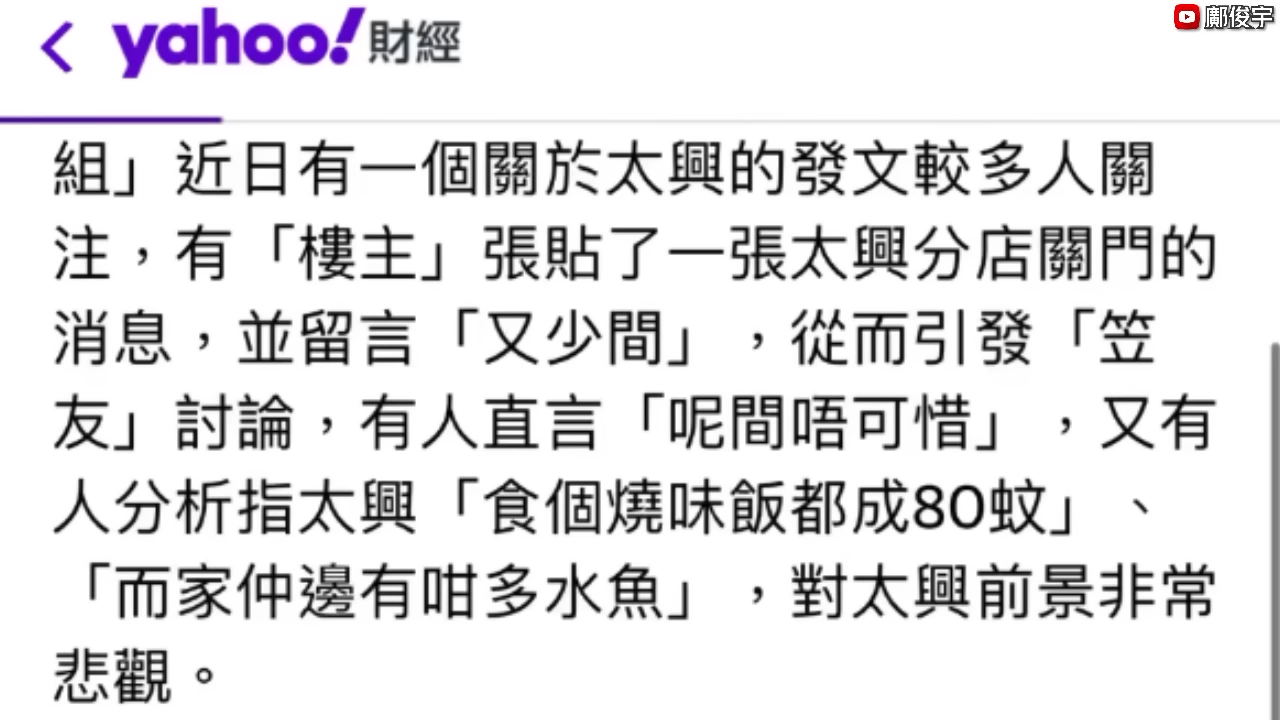 yahoo!財經
鄺俊宇
組」近日有一個關於太興的發文較多人關
注，有「樓主」張貼了一張太興分店關門的
消息，並留言「又少間」，從而引發「笠
友」討論，有人直言「呢間唔可惜」，又有
人分析指太興「食個燒味飯都成80蚊」、
「而家仲邊有咁多水魚」，對太興前景非常
悲觀。